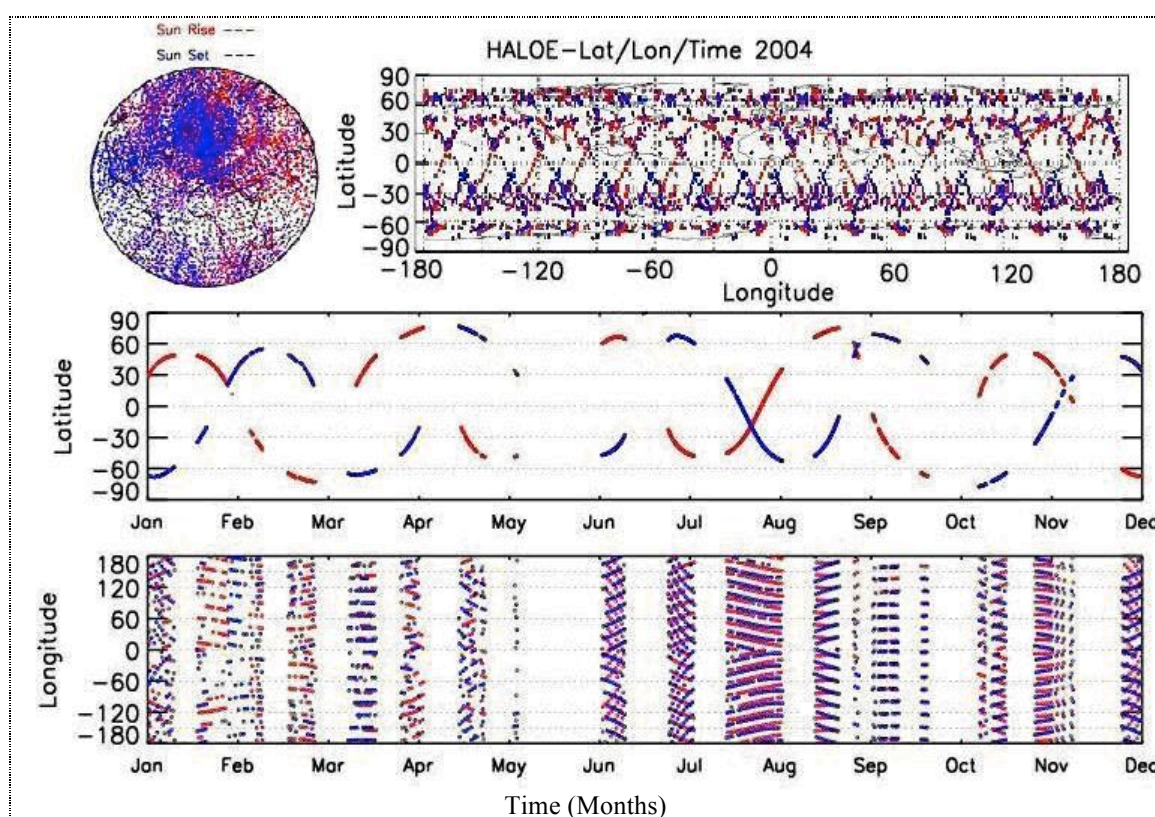 Sun Rise
Sun Set
HALOE-Lat/Lon/Time 2004
Latitude
90
60
30
0
-30
-60
-90
-180 -120 -60 0 60 120 180
Longitude
Latitude
90
60
30
0
-30
-60
-90
Jan Feb Mar Apr May Jun Jul Aug Sep Oct Nov Dec
Longitude
180
120
60
0
-60
-120
-180
Jan Feb Mar Apr May Jun Jul Aug Sep Oct Nov Dec
Time (Months)